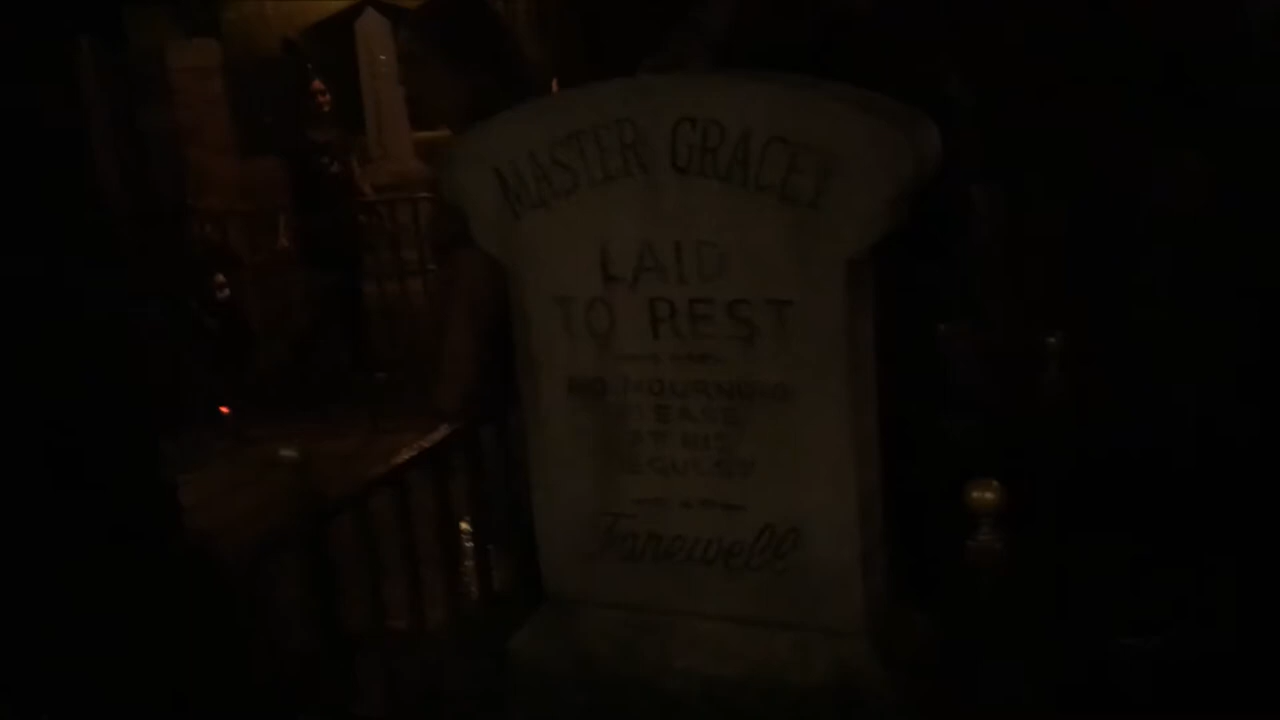 MASTER GRACEY
LAID
TO REST
NO MOURNING
PLEASE
AT HIS
REQUEST
Farewell